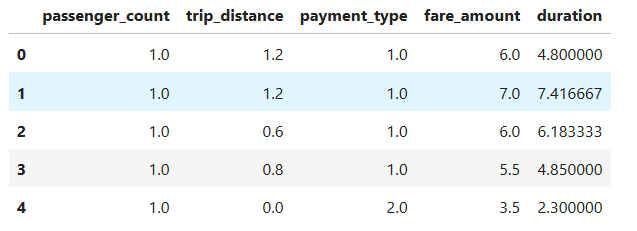 passenger_count trip_distance payment_type fare_amount duration
0 1.0 1.2 1.0 6.0 4.800000
1 1.0 1.2 1.0 7.0 7.416667
2 1.0 0.6 1.0 6.0 6.183333
3 1.0 0.8 1.0 5.5 4.850000
4 1.0 0.0 2.0 3.5 2.300000